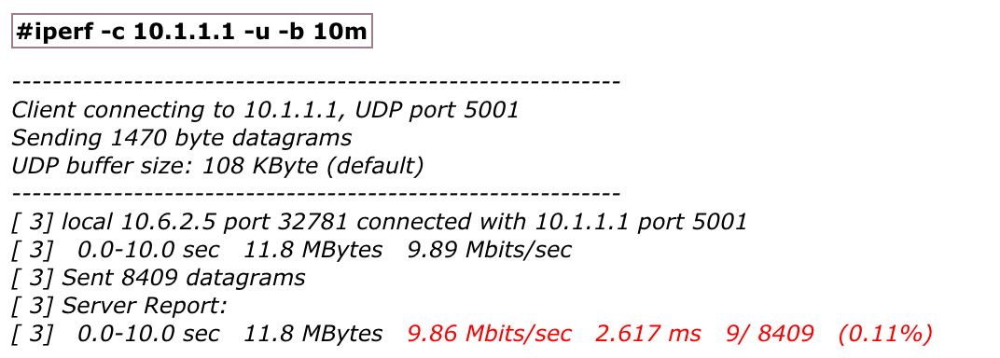 #iperf -c 10.1.1.1 -u -b 10m
------------------------------------------------------------
Client connecting to 10.1.1.1, UDP port 5001
Sending 1470 byte datagrams
UDP buffer size: 108 KByte (default)
------------------------------------------------------------
[ 3] local 10.6.2.5 port 32781 connected with 10.1.1.1 port 5001
[ 3]   0.0-10.0 sec   11.8 MBytes   9.89 Mbits/sec
[ 3] Sent 8409 datagrams
[ 3] Server Report:
[ 3]   0.0-10.0 sec   11.8 MBytes   9.86 Mbits/sec   2.617 ms   9/ 8409   (0.11%)